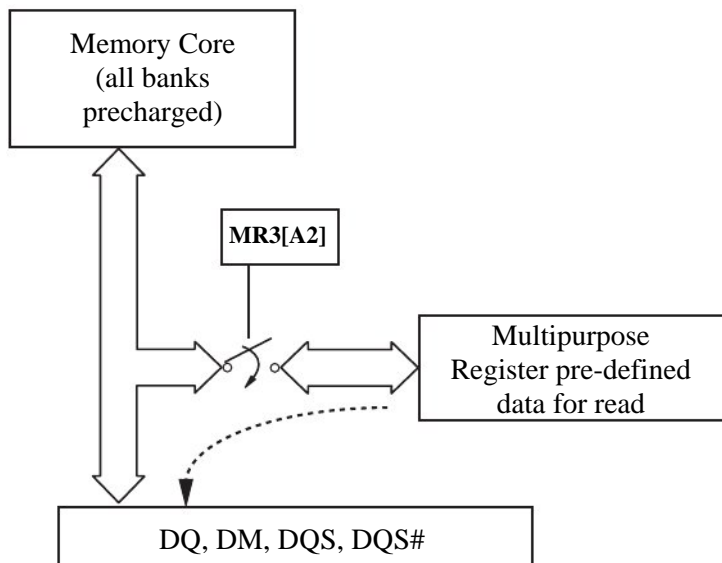 Memory Core
(all banks
precharged)
MR3[A2]
Multipurpose
Register pre-defined
data for read
DQ, DM, DQS, DQS#